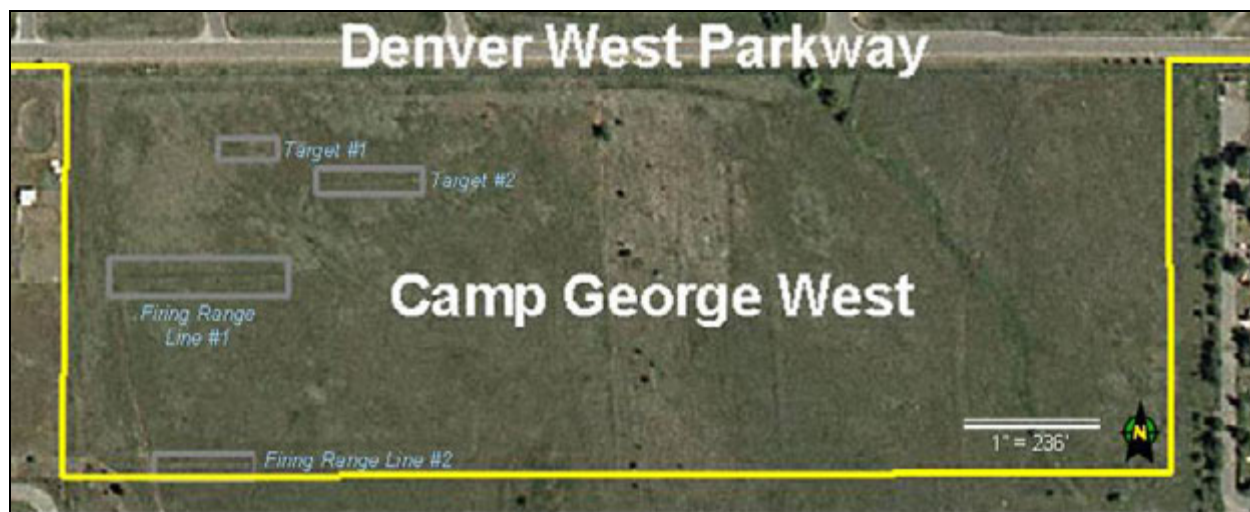 Denver West Parkway
Target #1
Target #2
Camp George West
Firing Range
Line #1
1" = 236'
N
Firing Range Line #2